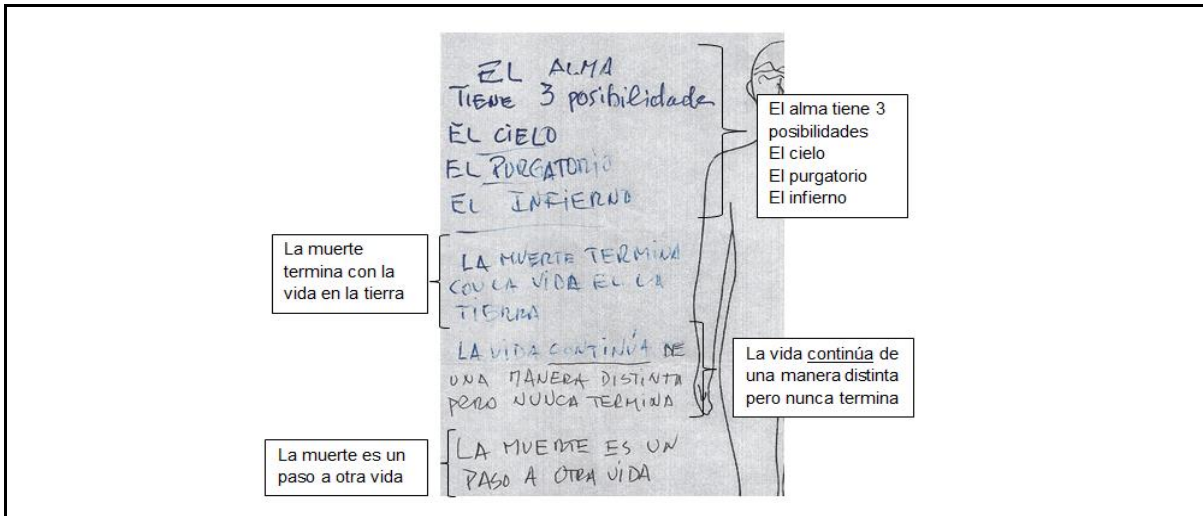 EL ALMA
TIENE 3 posibilidade
EL CIELO
EL PURGATORIO
EL INFIERNO
El alma tiene 3
posibilidades
El cielo
El purgatorio
El infierno
LA MUERTE TERMINA
CON LA VIDA EL LA
TIERRA
La muerte
termina con la
vida en la tierra
LA VIDA CONTINÚA DE
UNA MANERA DISTINTA
pERO NUNCA TERMINA
La vida continúa de
una manera distinta
pero nunca termina
LA MUERTE ES UN
PASO A OTRA VIDA
La muerte es un
paso a otra vida